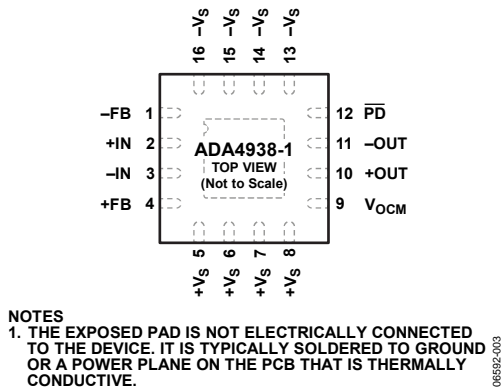 16 –VS
15 –VS
14 –VS
13 –VS
–FB 1
+IN 2
–IN 3
+FB 4
12 PD
11 –OUT
10 +OUT
9 VOCM
ADA4938-1
TOP VIEW
(Not to Scale)
+VS 5
+VS 6
+VS 7
+VS 8
NOTES
1. THE EXPOSED PAD IS NOT ELECTRICALLY CONNECTED
TO THE DEVICE. IT IS TYPICALLY SOLDERED TO GROUND
OR A POWER PLANE ON THE PCB THAT IS THERMALLY
CONDUCTIVE.
06592-003